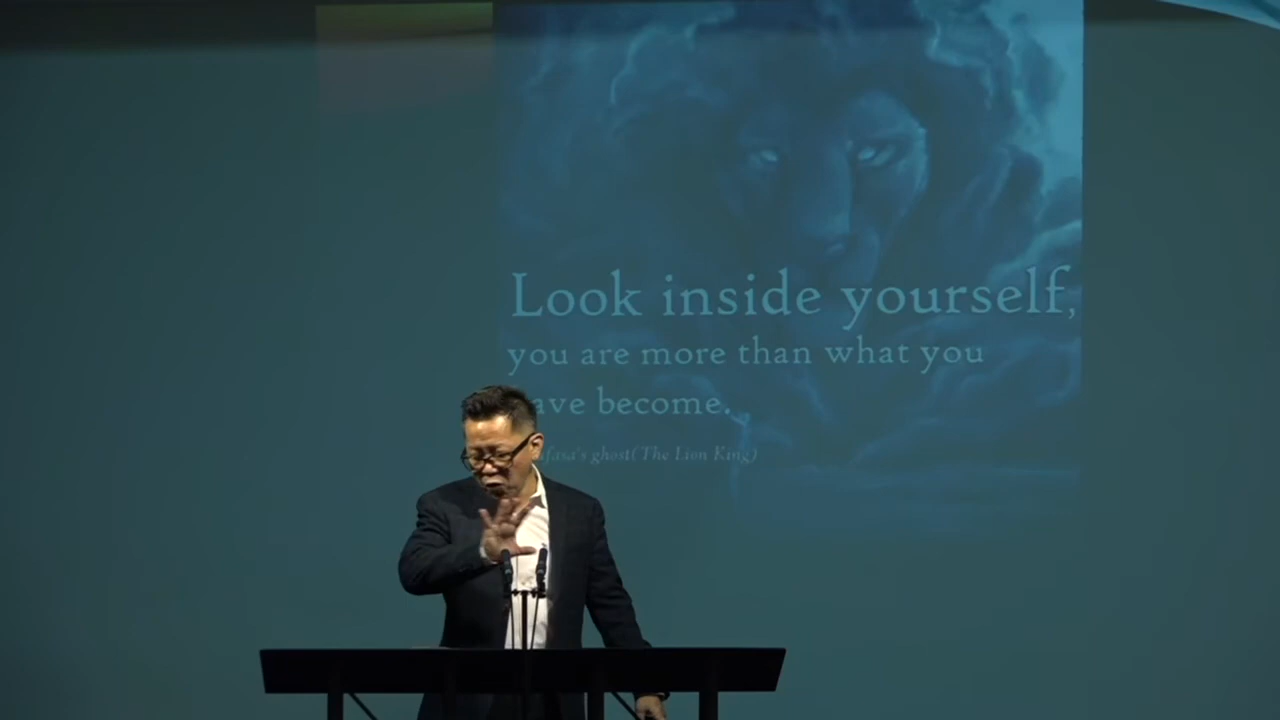 Look inside yourself,
you are more than what you
ave become.
fasa's ghost( The Lion King)